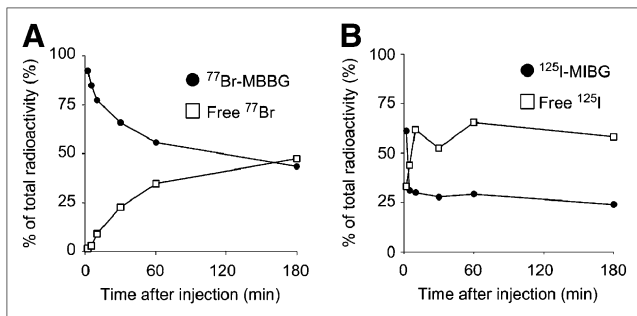 A
100
75
50
25
0
% of total radioactivity (%)
⁷⁷Br-MBBG
Free ⁷⁷Br
0 60 120 180
Time after injection (min)
B
100
75
50
25
0
% of total radioactivity (%)
¹²⁵I-MIBG
Free ¹²⁵I
0 60 120 180
Time after injection (min)